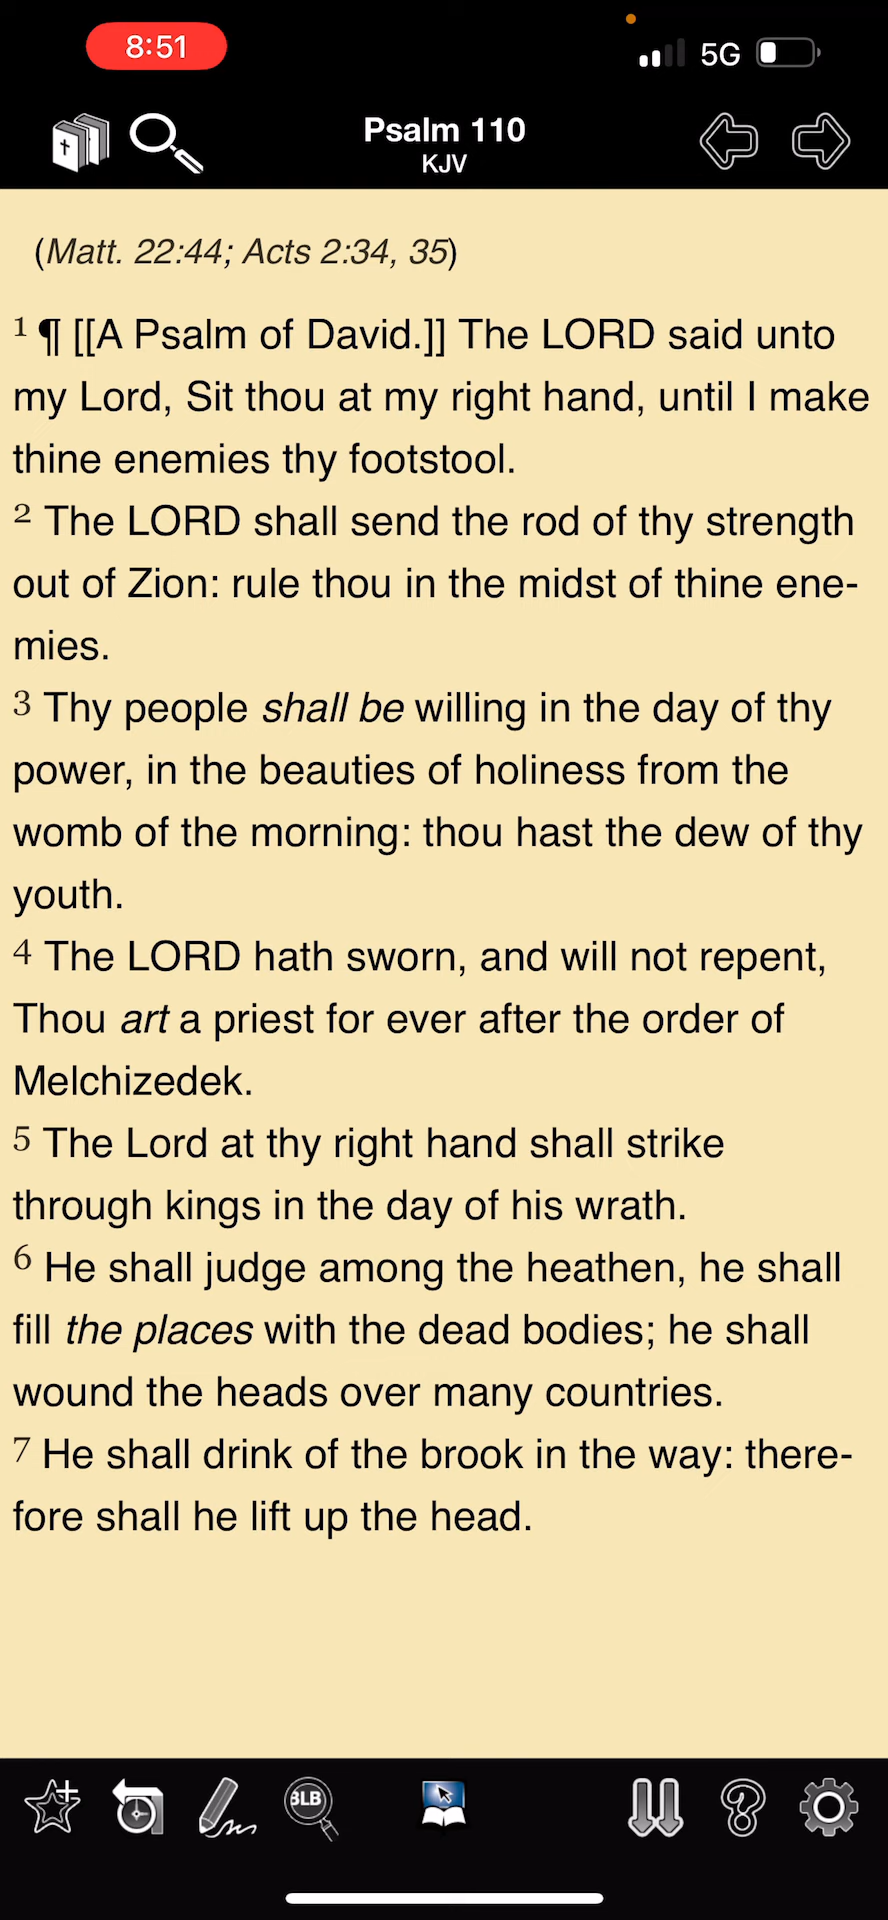 8:51
5G
Psalm 110
KJV
(Matt. 22:44; Acts 2:34, 35)
1 ¶ [[A Psalm of David.]] The LORD said unto
my Lord, Sit thou at my right hand, until I make
thine enemies thy footstool.
2 The LORD shall send the rod of thy strength
out of Zion: rule thou in the midst of thine ene-
mies.
3 Thy people shall be willing in the day of thy
power, in the beauties of holiness from the
womb of the morning: thou hast the dew of thy
youth.
4 The LORD hath sworn, and will not repent,
Thou art a priest for ever after the order of
Melchizedek.
5 The Lord at thy right hand shall strike
through kings in the day of his wrath.
6 He shall judge among the heathen, he shall
fill the places with the dead bodies; he shall
wound the heads over many countries.
7 He shall drink of the brook in the way: there-
fore shall he lift up the head.
BLB